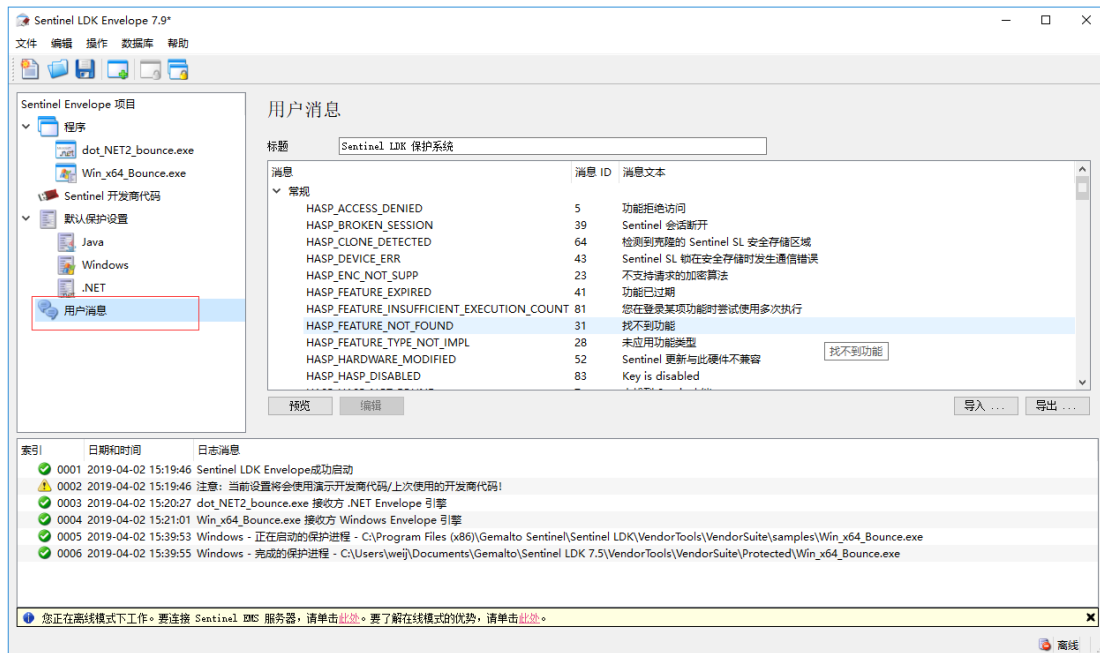 Sentinel LDK Envelope 7.9*
文件 编辑 操作 数据库 帮助
Sentinel Envelope 项目
程序
dot_NET2_bounce.exe
Win_x64_Bounce.exe
Sentinel 开发商代码
默认保护设置
Java
Windows
.NET
用户消息
用户消息
标题 Sentinel LDK 保护系统
消息 消息 ID 消息文本
常规
HASP_ACCESS_DENIED 5 功能拒绝访问
HASP_BROKEN_SESSION 39 Sentinel 会话断开
HASP_CLONE_DETECTED 64 检测到克隆的 Sentinel SL 安全存储区域
HASP_DEVICE_ERR 43 Sentinel SL 锁在安全存储时发生通信错误
HASP_ENC_NOT_SUPP 23 不支持请求的加密算法
HASP_FEATURE_EXPIRED 41 功能已过期
HASP_FEATURE_INSUFFICIENT_EXECUTION_COUNT 81 您在登录某项功能时尝试使用多次执行
HASP_FEATURE_NOT_FOUND 31 找不到功能
HASP_FEATURE_TYPE_NOT_IMPL 28 未应用功能类型
找不到功能
HASP_HARDWARE_MODIFIED 52 Sentinel 更新与此硬件不兼容
HASP_HASP_DISABLED 83 Key is disabled
预览 编辑 导入 ... 导出 ...
索引 日期和时间 日志消息
0001 2019-04-02 15:19:46 Sentinel LDK Envelope成功启动
0002 2019-04-02 15:19:46 注意：当前设置将会使用演示开发商代码/上次使用的开发商代码！
0003 2019-04-02 15:20:27 dot_NET2_bounce.exe 接收方 .NET Envelope 引擎
0004 2019-04-02 15:21:01 Win_x64_Bounce.exe 接收方 Windows Envelope 引擎
0005 2019-04-02 15:39:53 Windows - 正在启动的保护进程 - C:\Program Files (x86)\Gemalto Sentinel\Sentinel LDK\VendorTools\VendorSuite\samples\Win_x64_Bounce.exe
0006 2019-04-02 15:39:55 Windows - 完成的保护进程 - C:\Users\weij\Documents\Gemalto\Sentinel LDK 7.5\VendorTools\VendorSuite\Protected\Win_x64_Bounce.exe
您正在离线模式下工作。要连接 Sentinel EMS 服务器，请单击此处。要了解在线模式的优势，请单击此处。
离线